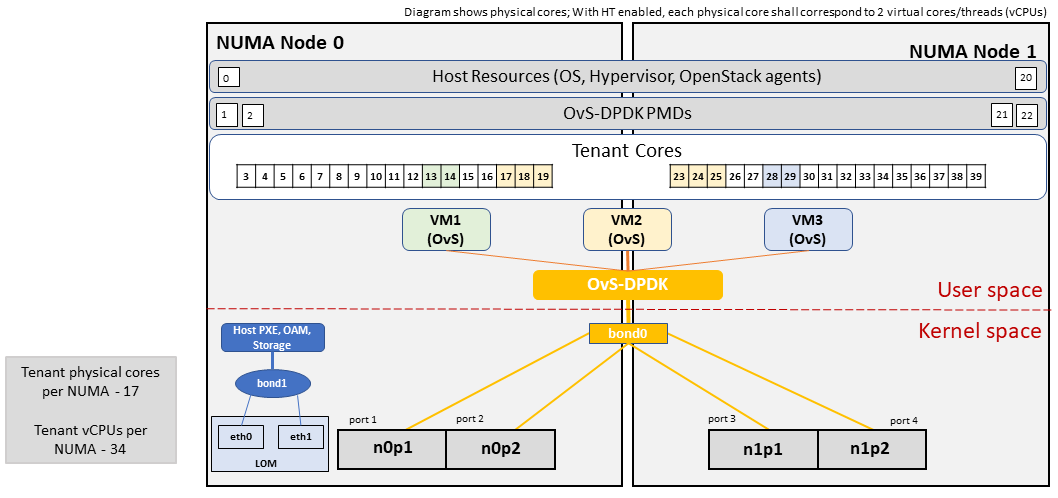 Diagram shows physical cores; With HT enabled, each physical core shall correspond to 2 virtual cores/threads (vCPUs)
NUMA Node 0
NUMA Node 1
0
Host Resources (OS, Hypervisor, OpenStack agents)
20
1
2
OvS-DPDK PMDs
21
22
Tenant Cores
3 4 5 6 7 8 9 10 11 12 13 14 15 16 17 18 19
23 24 25 26 27 28 29 30 31 32 33 34 35 36 37 38 39
VM1
(OvS)
VM2
(OvS)
VM3
(OvS)
OvS-DPDK
User space
Kernel space
Host PXE, OAM,
Storage
bond0
bond1
Tenant physical cores
per NUMA - 17
Tenant vCPUs per
NUMA - 34
eth0
eth1
LOM
port 1
port 2
n0p1
n0p2
port 3
port 4
n1p1
n1p2